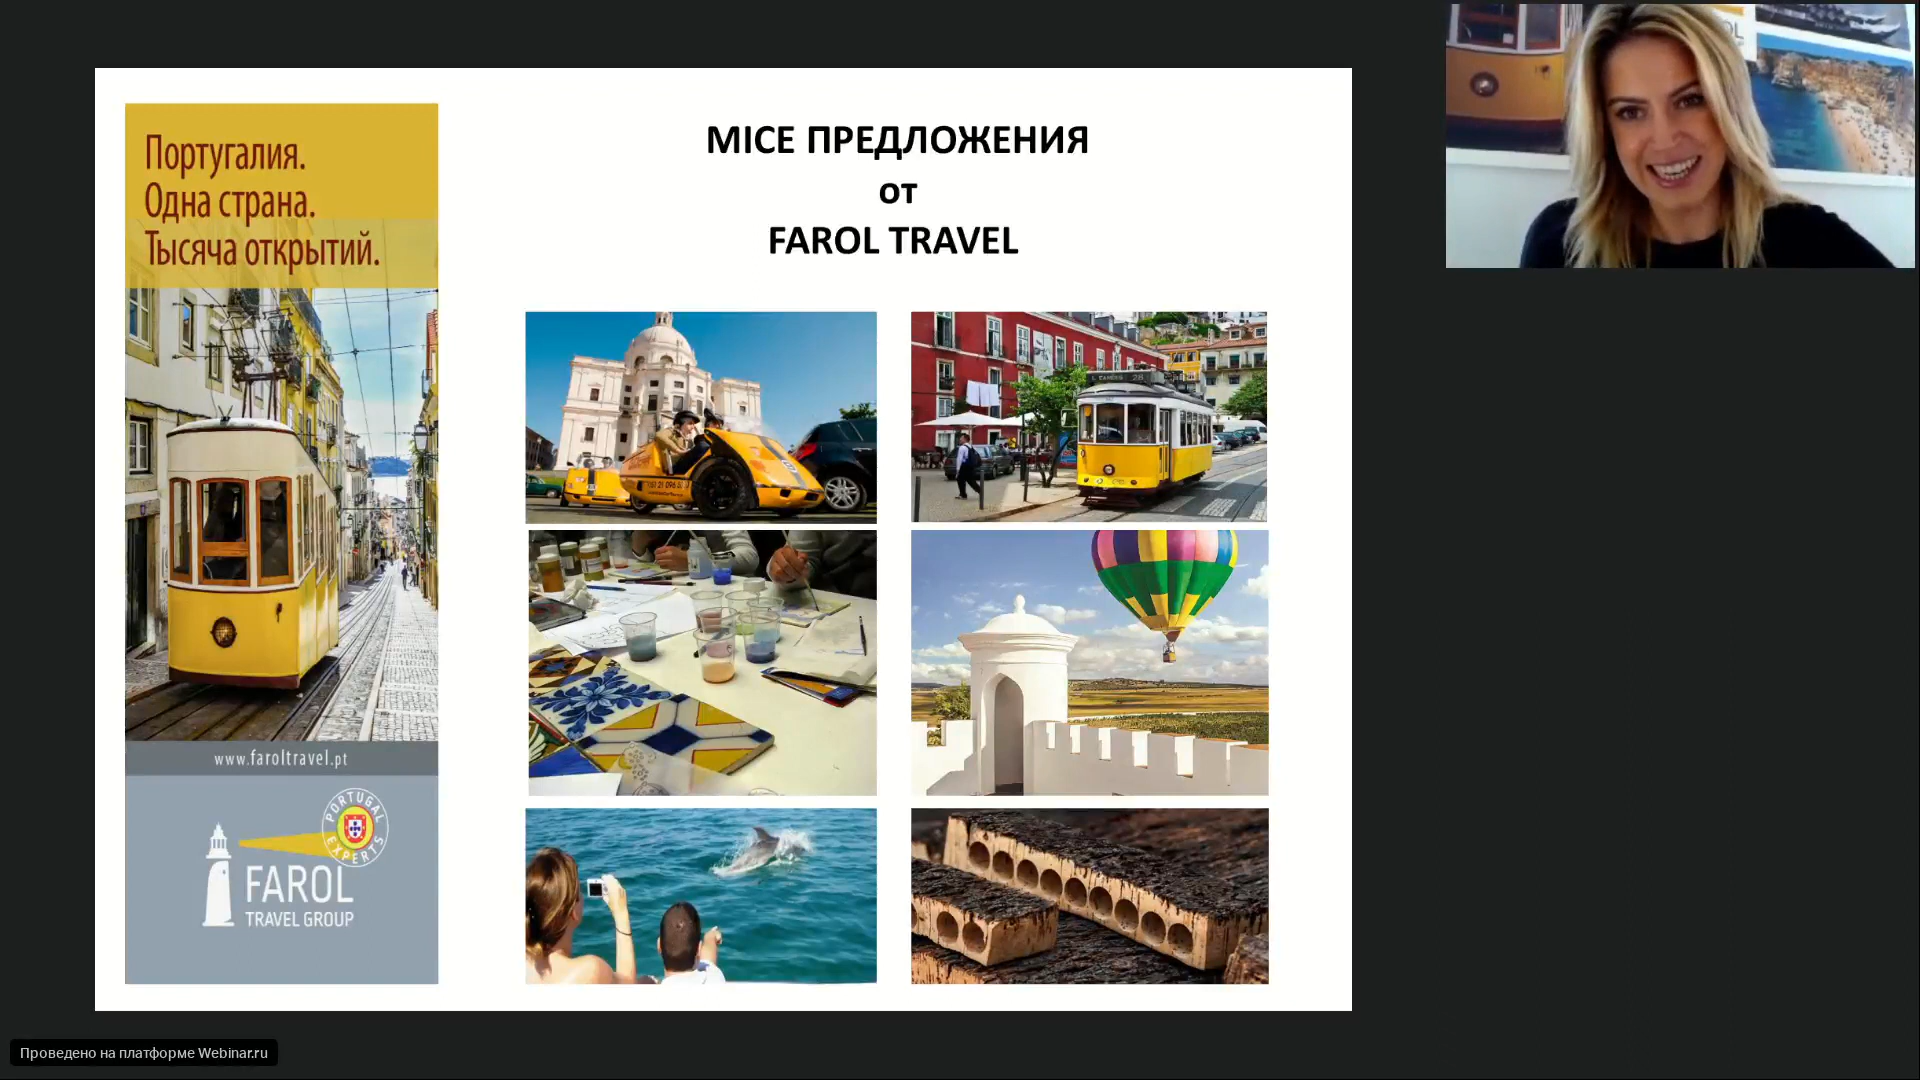 Португалия.
Одна страна.
Тысяча открытий.
www.faroltravel.pt
PORTUGAL EXPERTS
FAROL
TRAVEL GROUP
MICE ПРЕДЛОЖЕНИЯ
от
FAROL TRAVEL
28
Проведено на платформе Webinar.ru